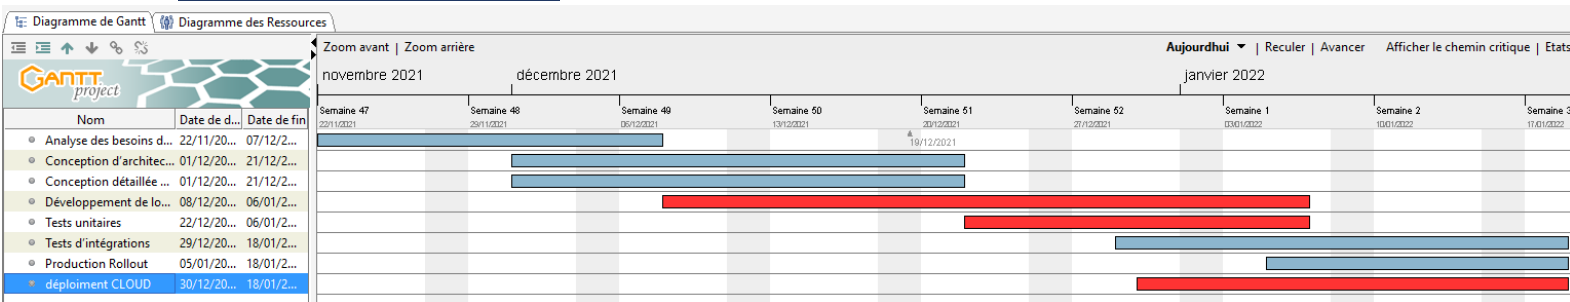 Diagramme de Gantt Diagramme des Ressources
Zoom avant | Zoom arrière Aujourdhui | Reculer | Avancer Afficher le chemin critique | Etats
GANTT project
novembre 2021 décembre 2021 janvier 2022
Semaine 47 Semaine 48 Semaine 49 Semaine 50 Semaine 51 Semaine 52 Semaine 1 Semaine 2 Semaine 3
22/11/2021 29/11/2021 06/12/2021 13/12/2021 20/12/2021 27/12/2021 03/01/2022 10/01/2022 17/01/2022
Nom Date de d... Date de fin
19/12/2021
Analyse des besoins d... 22/11/20... 07/12/2...
Conception d'architec... 01/12/20... 21/12/2...
Conception détaillée ... 01/12/20... 21/12/2...
Développement de lo... 08/12/20... 06/01/2...
Tests unitaires 22/12/20... 06/01/2...
Tests d'intégrations 29/12/20... 18/01/2...
Production Rollout 05/01/20... 18/01/2...
déploiment CLOUD 30/12/20... 18/01/2...